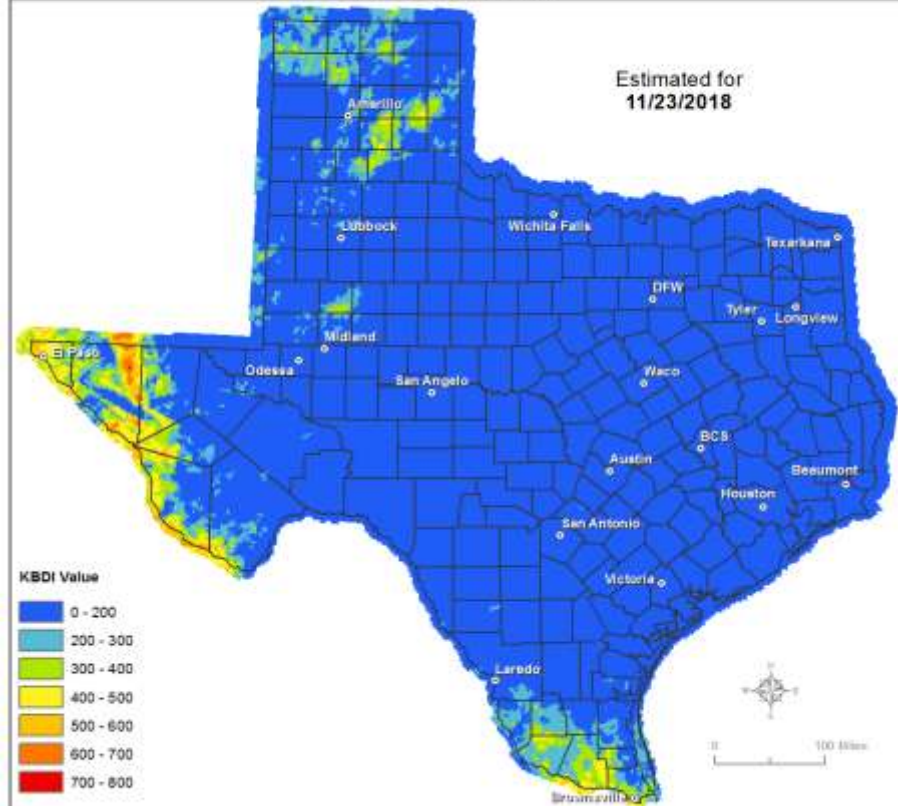 Estimated for
11/23/2018
Amarillo
Lubbock
Wichita Falls
Texarkana
DFW
Tyler
Longview
Midland
El Paso
Odessa
San Angelo
Waco
BCS
Austin
Beaumont
Houston
San Antonio
Victoria
Laredo
Brownsville
KBDI Value
0 - 200
200 - 300
300 - 400
400 - 500
500 - 600
600 - 700
700 - 800
0 100 Miles